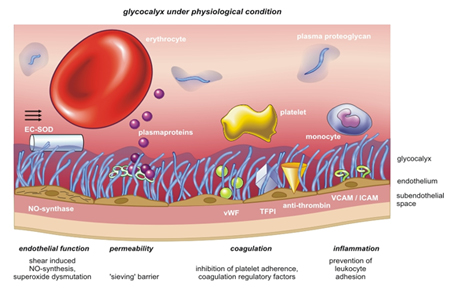 glycocalyx under physiological condition
erythrocyte
plasma proteoglycan
platelet
EC-SOD
plasmaproteins
monocyte
glycocalyx
endothelium
subendothelial
space
NO-synthase
vWF
TFPI
anti-thrombin
VCAM / ICAM
endothelial function
shear induced
NO-synthesis,
superoxide dysmutation
permeability
'sieving' barrier
coagulation
inhibition of platelet adherence,
coagulation regulatory factors
inflammation
prevention of
leukocyte
adhesion